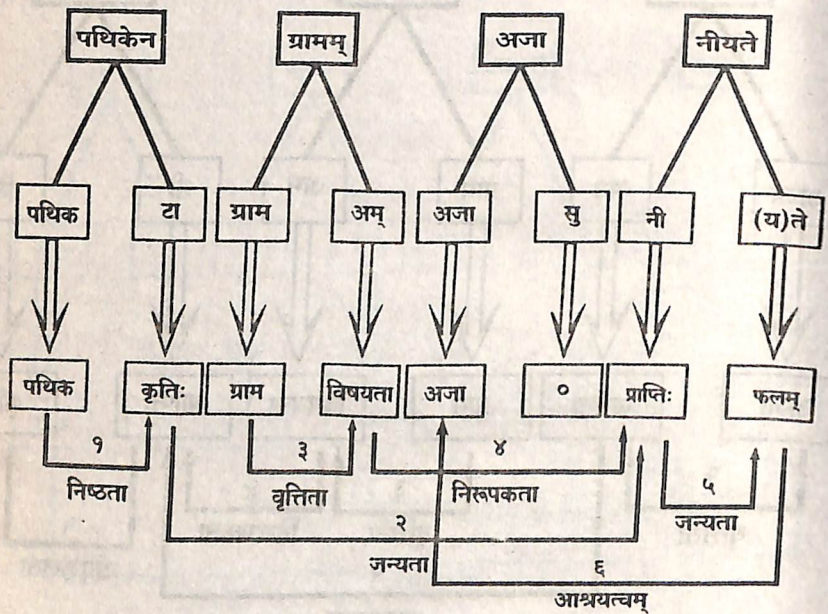 पथिकेन ग्रामम् अजा नीयते
पथिक टा ग्राम अम् अजा सु नी (य)ते
पथिक कृतिः ग्राम विषयता अजा ० प्राप्तिः फलम्
१ ३ ४ ५
निष्ठता वृत्तिता निरूपकता जन्यता
२
जन्यता ६
आश्रयत्वम्